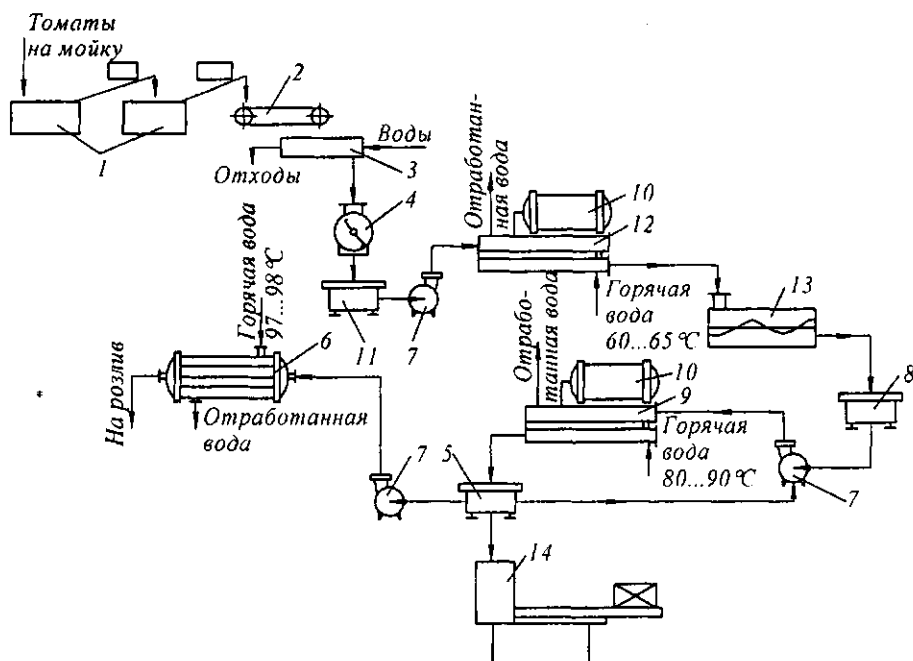 Томаты
на мойку
2
1
Воды
3
Отходы
4
Отработан-
ная вода
10
12
Горячая вода
97...98°C
6
11
7
Горячая
вода
60...65°C
13
Отрабо-
танная вода
10
9
8
На розлив
Отработанная
вода
7
5
Горячая
вода
80...90°C
7
14